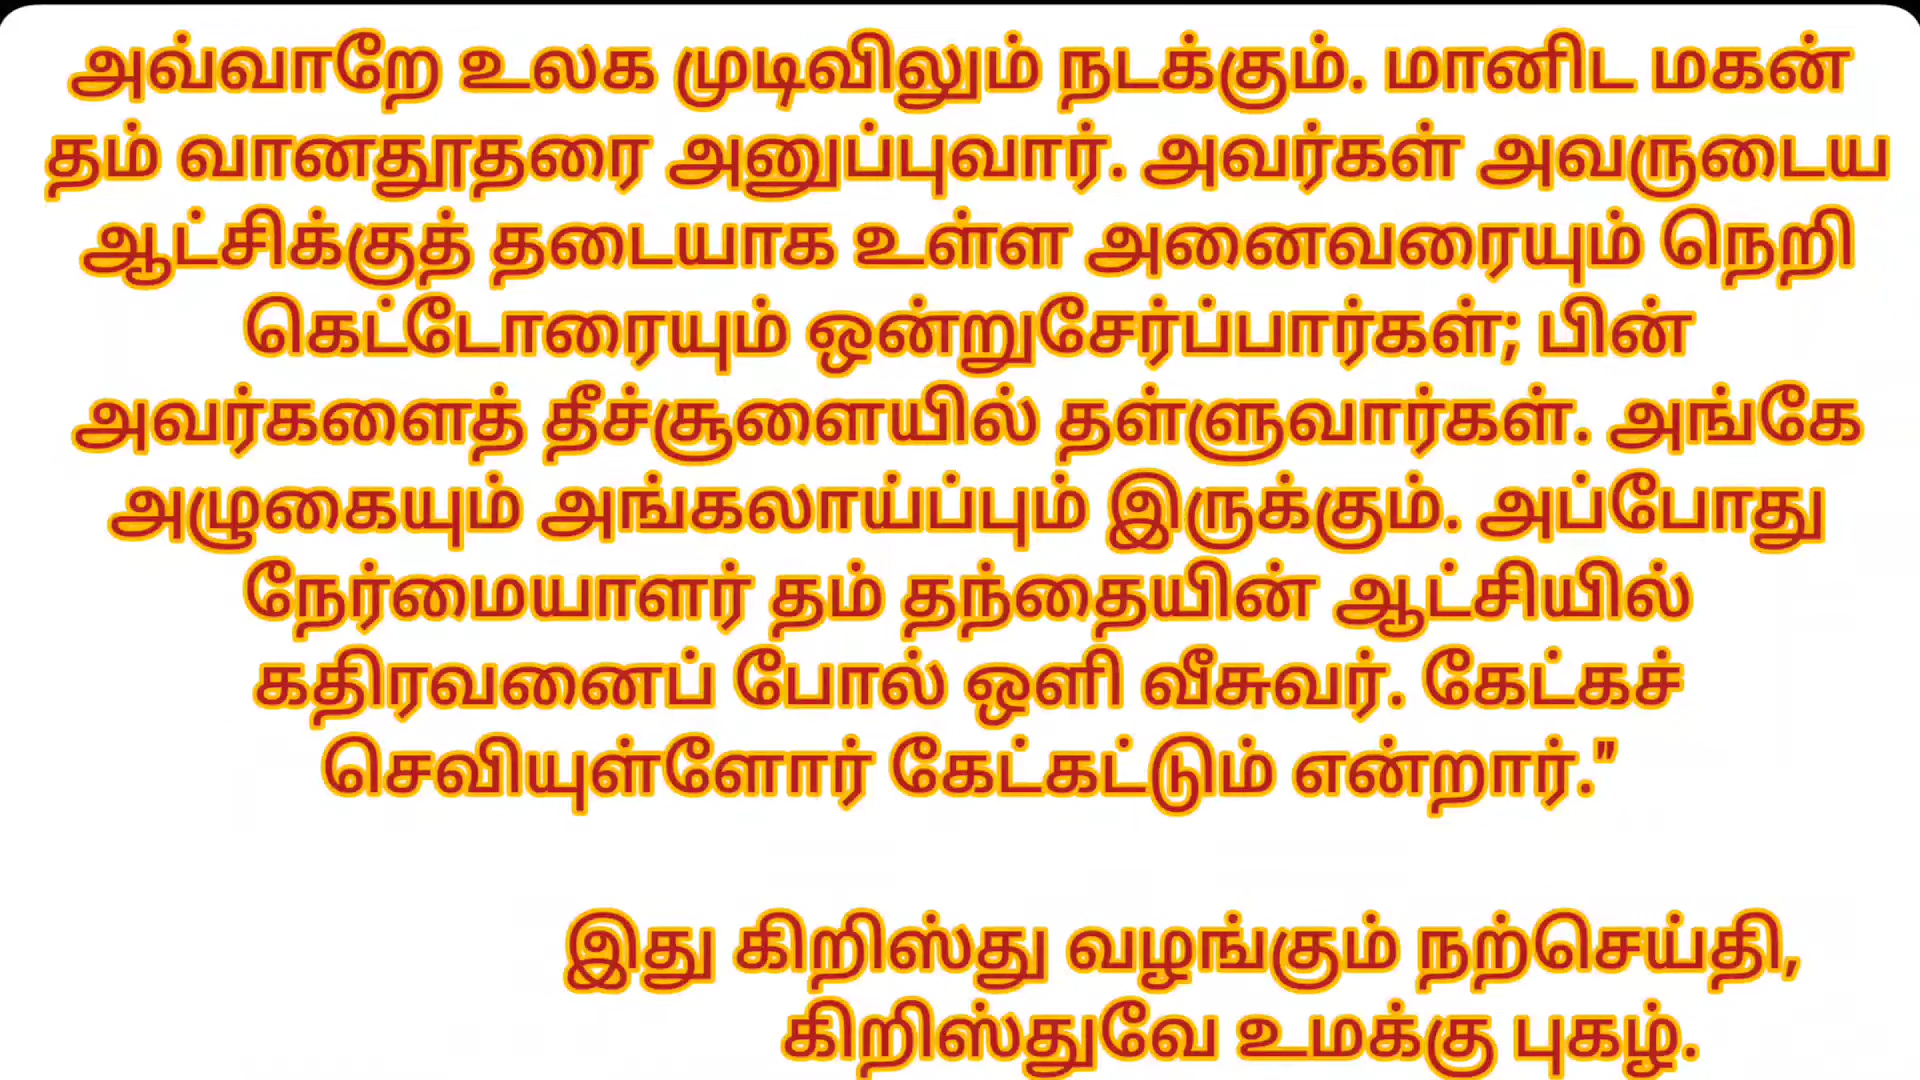 அவ்வாறே உலக முடிவிலும் நடக்கும். மானிட மகன்
தம் வானதூதரை அனுப்புவார். அவர்கள் அவருடைய
ஆட்சிக்குத் தடையாக உள்ள அனைவரையும் நெறி
கெட்டோரையும் ஒன்றுசேர்ப்பார்கள்; பின்
அவர்களைத் தீச்சூளையில் தள்ளுவார்கள். அங்கே
அழுகையும் அங்கலாய்ப்பும் இருக்கும். அப்போது
நேர்மையாளர் தம் தந்தையின் ஆட்சியில்
கதிரவனைப் போல் ஒளி வீசுவர். கேட்கச்
செவியுள்ளோர் கேட்கட்டும் என்றார்."
இது கிறிஸ்து வழங்கும் நற்செய்தி,
கிறிஸ்துவே உமக்கு புகழ்.